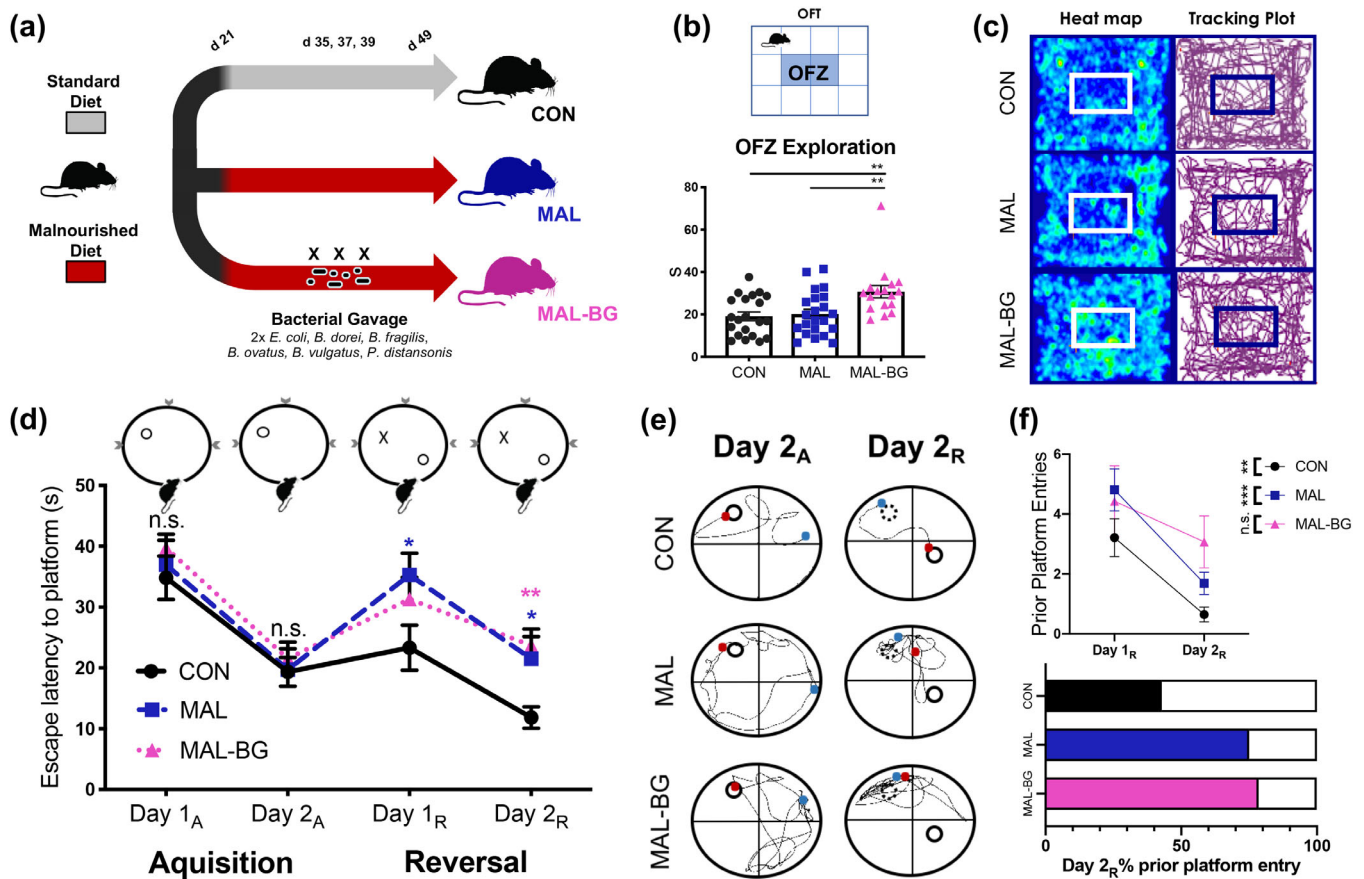 (a)
d 21
d 35, 37, 39
d 49
Standard
Diet
CON
MAL
Malnourished
Diet
X X X
MAL-BG
Bacterial Gavage
2x E. coli, B. dorei, B. fragilis,
B. ovatus, B. vulgatus, P. distansonis
(b)
OFT
OFZ
OFZ Exploration
**
**
80
60
40
20
0
S
CON MAL MAL-BG
(c)
Heat map Tracking Plot
CON
MAL
MAL-BG
(d)
X
X
Escape latency to platform (s)
50
40
30
20
10
0
n.s.
n.s.
*
**
*
CON
MAL
MAL-BG
Day 1A Day 2A Day 1R Day 2R
Aquisition Reversal
(e)
Day 2A Day 2R
CON
MAL
MAL-BG
(f)
Prior Platform Entries
6
4
2
0
Day 1R Day 2R
** CON
*** MAL
n.s. MAL-BG
CON
MAL
MAL-BG
0 50 100
Day 2R% prior platform entry